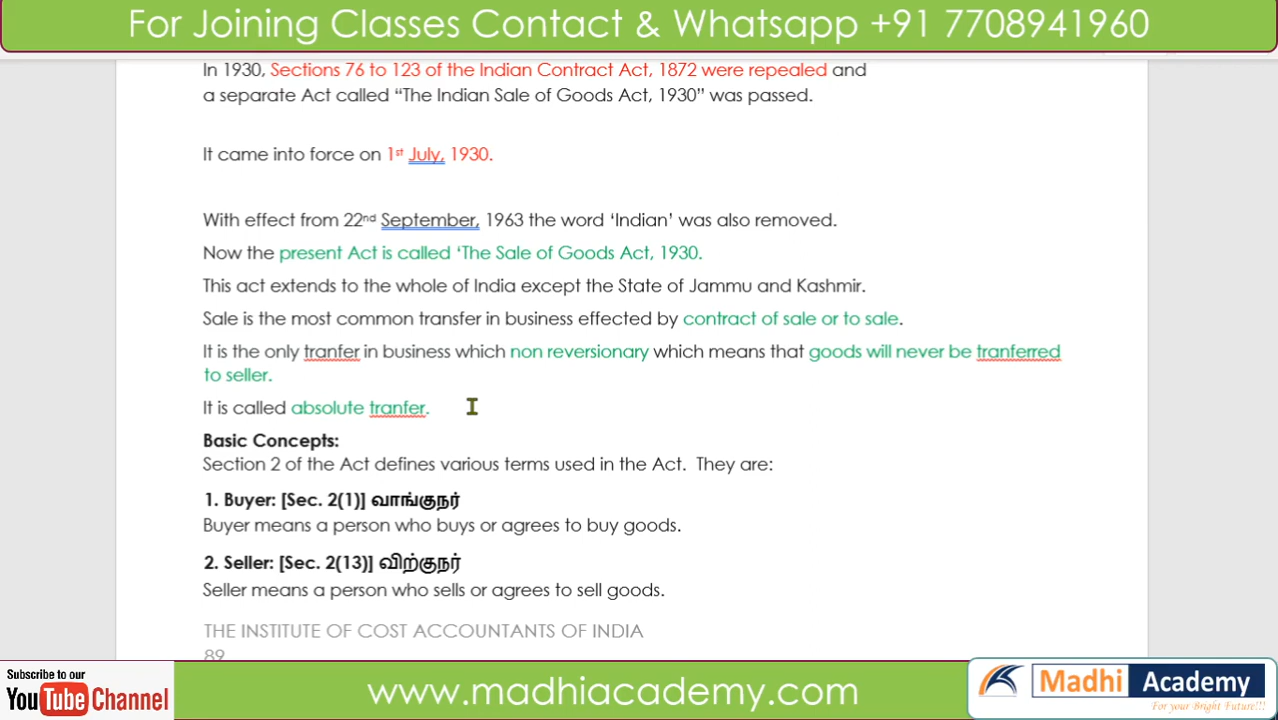 For Joining Classes Contact & Whatsapp +91 7708941960
In 1930, Sections 76 to 123 of the Indian Contract Act, 1872 were repealed and
a separate Act called “The Indian Sale of Goods Act, 1930” was passed.
It came into force on 1st July, 1930.
With effect from 22nd September, 1963 the word ‘Indian’ was also removed.
Now the present Act is called ‘The Sale of Goods Act, 1930.
This act extends to the whole of India except the State of Jammu and Kashmir.
Sale is the most common transfer in business effected by contract of sale or to sale.
It is the only tranfer in business which non reversionary which means that goods will never be tranferred
to seller.
It is called absolute tranfer.
Basic Concepts:
Section 2 of the Act defines various terms used in the Act. They are:
1. Buyer: [Sec. 2(1)] வாங்குநர்
Buyer means a person who buys or agrees to buy goods.
2. Seller: [Sec. 2(13)] விற்குநர்
Seller means a person who sells or agrees to sell goods.
THE INSTITUTE OF COST ACCOUNTANTS OF INDIA
89
Subscribe to our
YouTube Channel
www.madhiacademy.com
Madhi Academy
For your Bright Future!!!